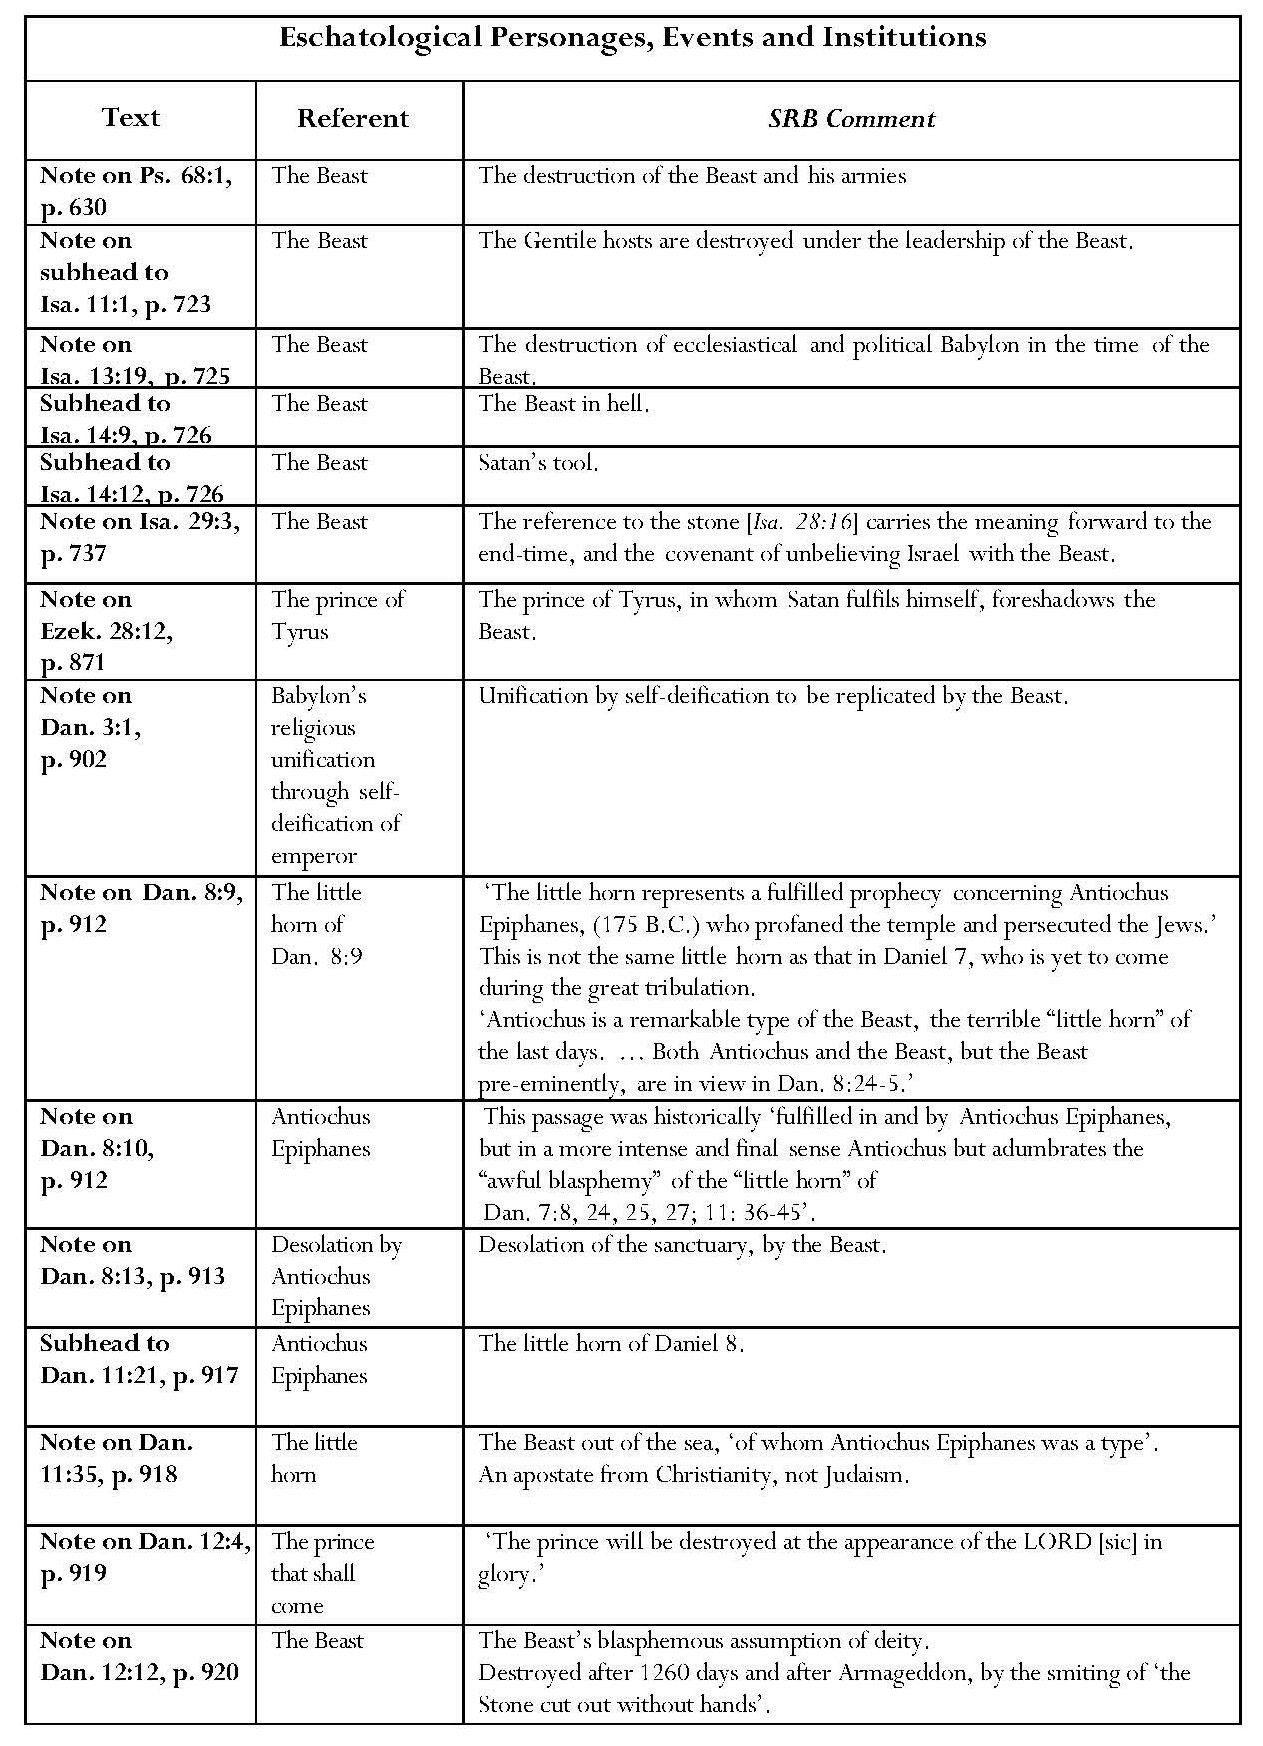 Eschatological Personages, Events and Institutions
Text
Referent
SRB Comment
Note on Ps. 68:1,
p. 630
The Beast
The destruction of the Beast and his armies
Note on
subhead to
Isa. 11:1, p. 723
The Beast
The Gentile hosts are destroyed under the leadership of the Beast.
Note on
Isa. 13:19, p. 725
The Beast
The destruction of ecclesiastical and political Babylon in the time of the
Beast.
Subhead to
Isa. 14:9, p. 726
The Beast
The Beast in hell.
Subhead to
Isa. 14:12, p. 726
The Beast
Satan’s tool.
Note on Isa. 29:3,
p. 737
The Beast
The reference to the stone [Isa. 28:16] carries the meaning forward to the
end-time, and the covenant of unbelieving Israel with the Beast.
Note on
Ezek. 28:12,
p. 871
The prince of
Tyrus
The prince of Tyrus, in whom Satan fulfils himself, foreshadows the
Beast.
Note on
Dan. 3:1,
p. 902
Babylon’s
religious
unification
through self-
deification of
emperor
Unification by self-deification to be replicated by the Beast.
Note on Dan. 8:9,
p. 912
The little
horn of
Dan. 8:9
‘The little horn represents a fulfilled prophecy concerning Antiochus
Epiphanes, (175 B.C.) who profaned the temple and persecuted the Jews.’
This is not the same little horn as that in Daniel 7, who is yet to come
during the great tribulation.
‘Antiochus is a remarkable type of the Beast, the terrible “little horn” of
the last days. … Both Antiochus and the Beast, but the Beast
pre-eminently, are in view in Dan. 8:24-5.’
Note on
Dan. 8:10,
p. 912
Antiochus
Epiphanes
This passage was historically ‘fulfilled in and by Antiochus Epiphanes,
but in a more intense and final sense Antiochus but adumbrates the
“awful blasphemy” of the “little horn” of
Dan. 7:8, 24, 25, 27; 11: 36-45’.
Note on
Dan. 8:13, p. 913
Desolation by
Antiochus
Epiphanes
Desolation of the sanctuary, by the Beast.
Subhead to
Dan. 11:21, p. 917
Antiochus
Epiphanes
The little horn of Daniel 8.
Note on Dan.
11:35, p. 918
The little
horn
The Beast out of the sea, ‘of whom Antiochus Epiphanes was a type’.
An apostate from Christianity, not Judaism.
Note on Dan. 12:4,
p. 919
The prince
that shall
come
‘The prince will be destroyed at the appearance of the LORD [sic] in
glory.’
Note on
Dan. 12:12, p. 920
The Beast
The Beast’s blasphemous assumption of deity.
Destroyed after 1260 days and after Armageddon, by the smiting of ‘the
Stone cut out without hands’.